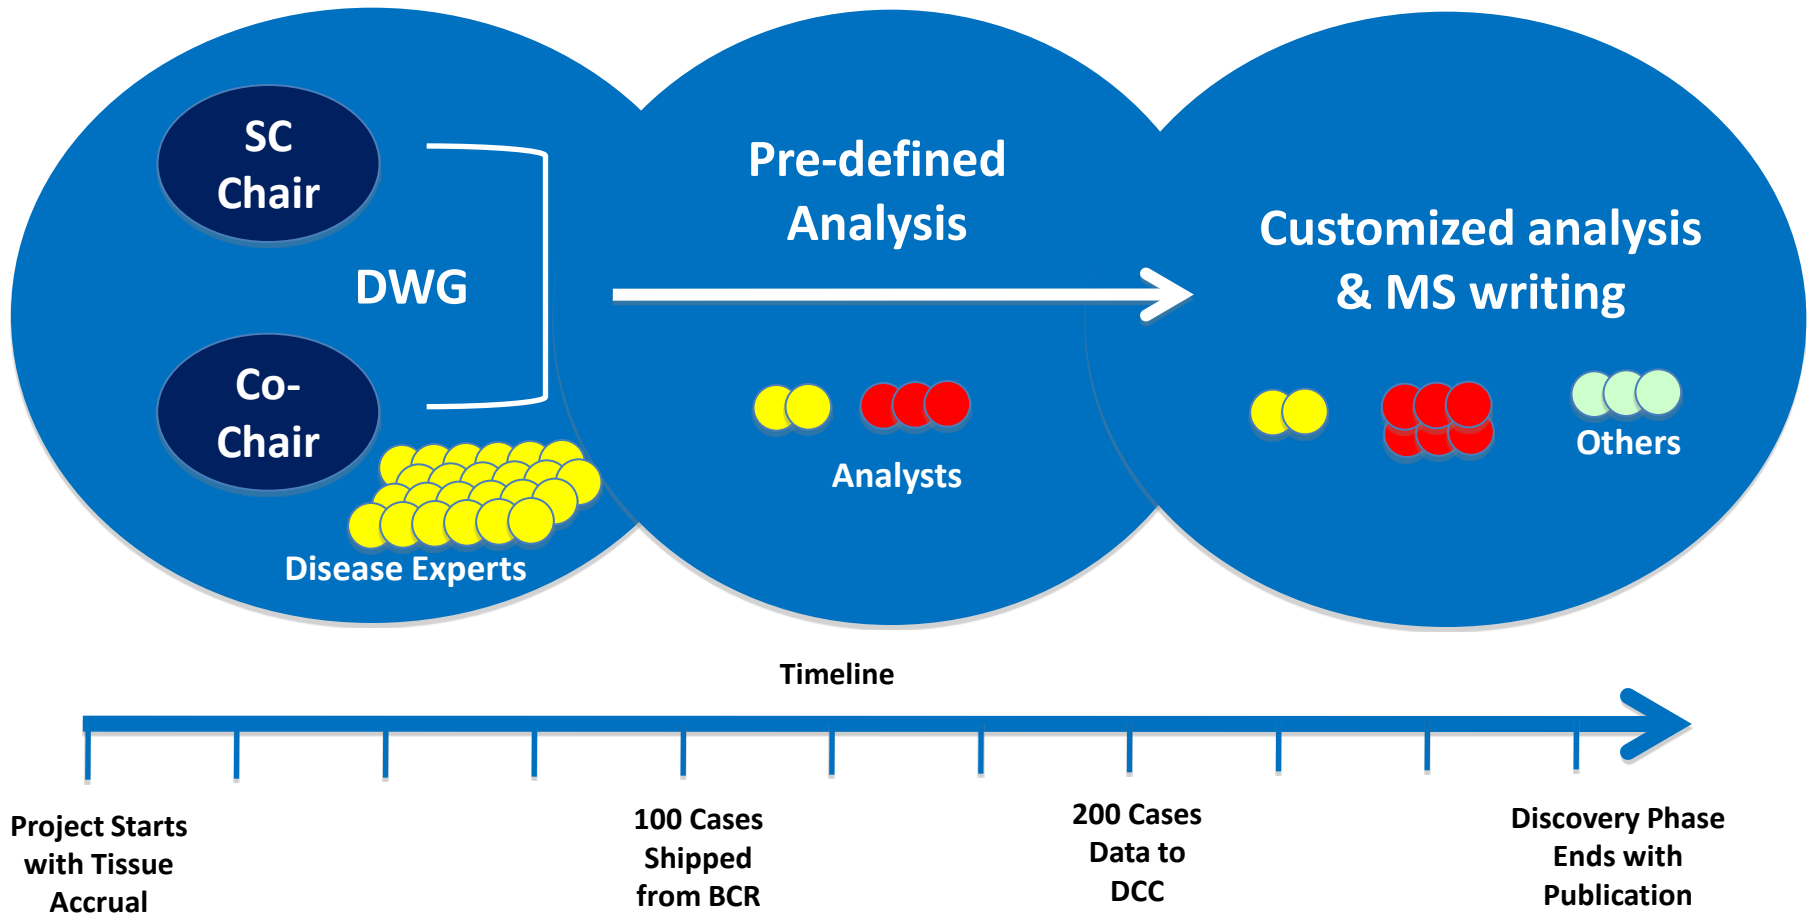 SC
Chair
DWG
Co-
Chair
Disease Experts
Pre-defined
Analysis
Analysts
Customized analysis
& MS writing
Others
Timeline
Project Starts
with Tissue
Accrual
100 Cases
Shipped
from BCR
200 Cases
Data to
DCC
Discovery Phase
Ends with
Publication